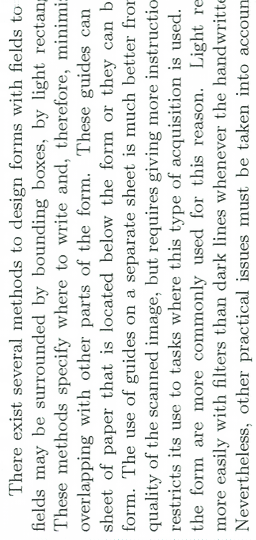 There exist several methods to design forms with fields to
fields may be surrounded by bounding boxes, by light rectang
These methods specify where to write and, therefore, minimi
overlapping with other parts of the form. These guides can
sheet of paper that is located below the form or they can b
form. The use of guides on a separate sheet is much better fro
quality of the scanned image, but requires giving more instructio
restricts its use to tasks where this type of acquisition is used.
the form are more commonly used for this reason. Light re
more easily with filters than dark lines whenever the handwritte
Nevertheless, other practical issues must be taken into accoun